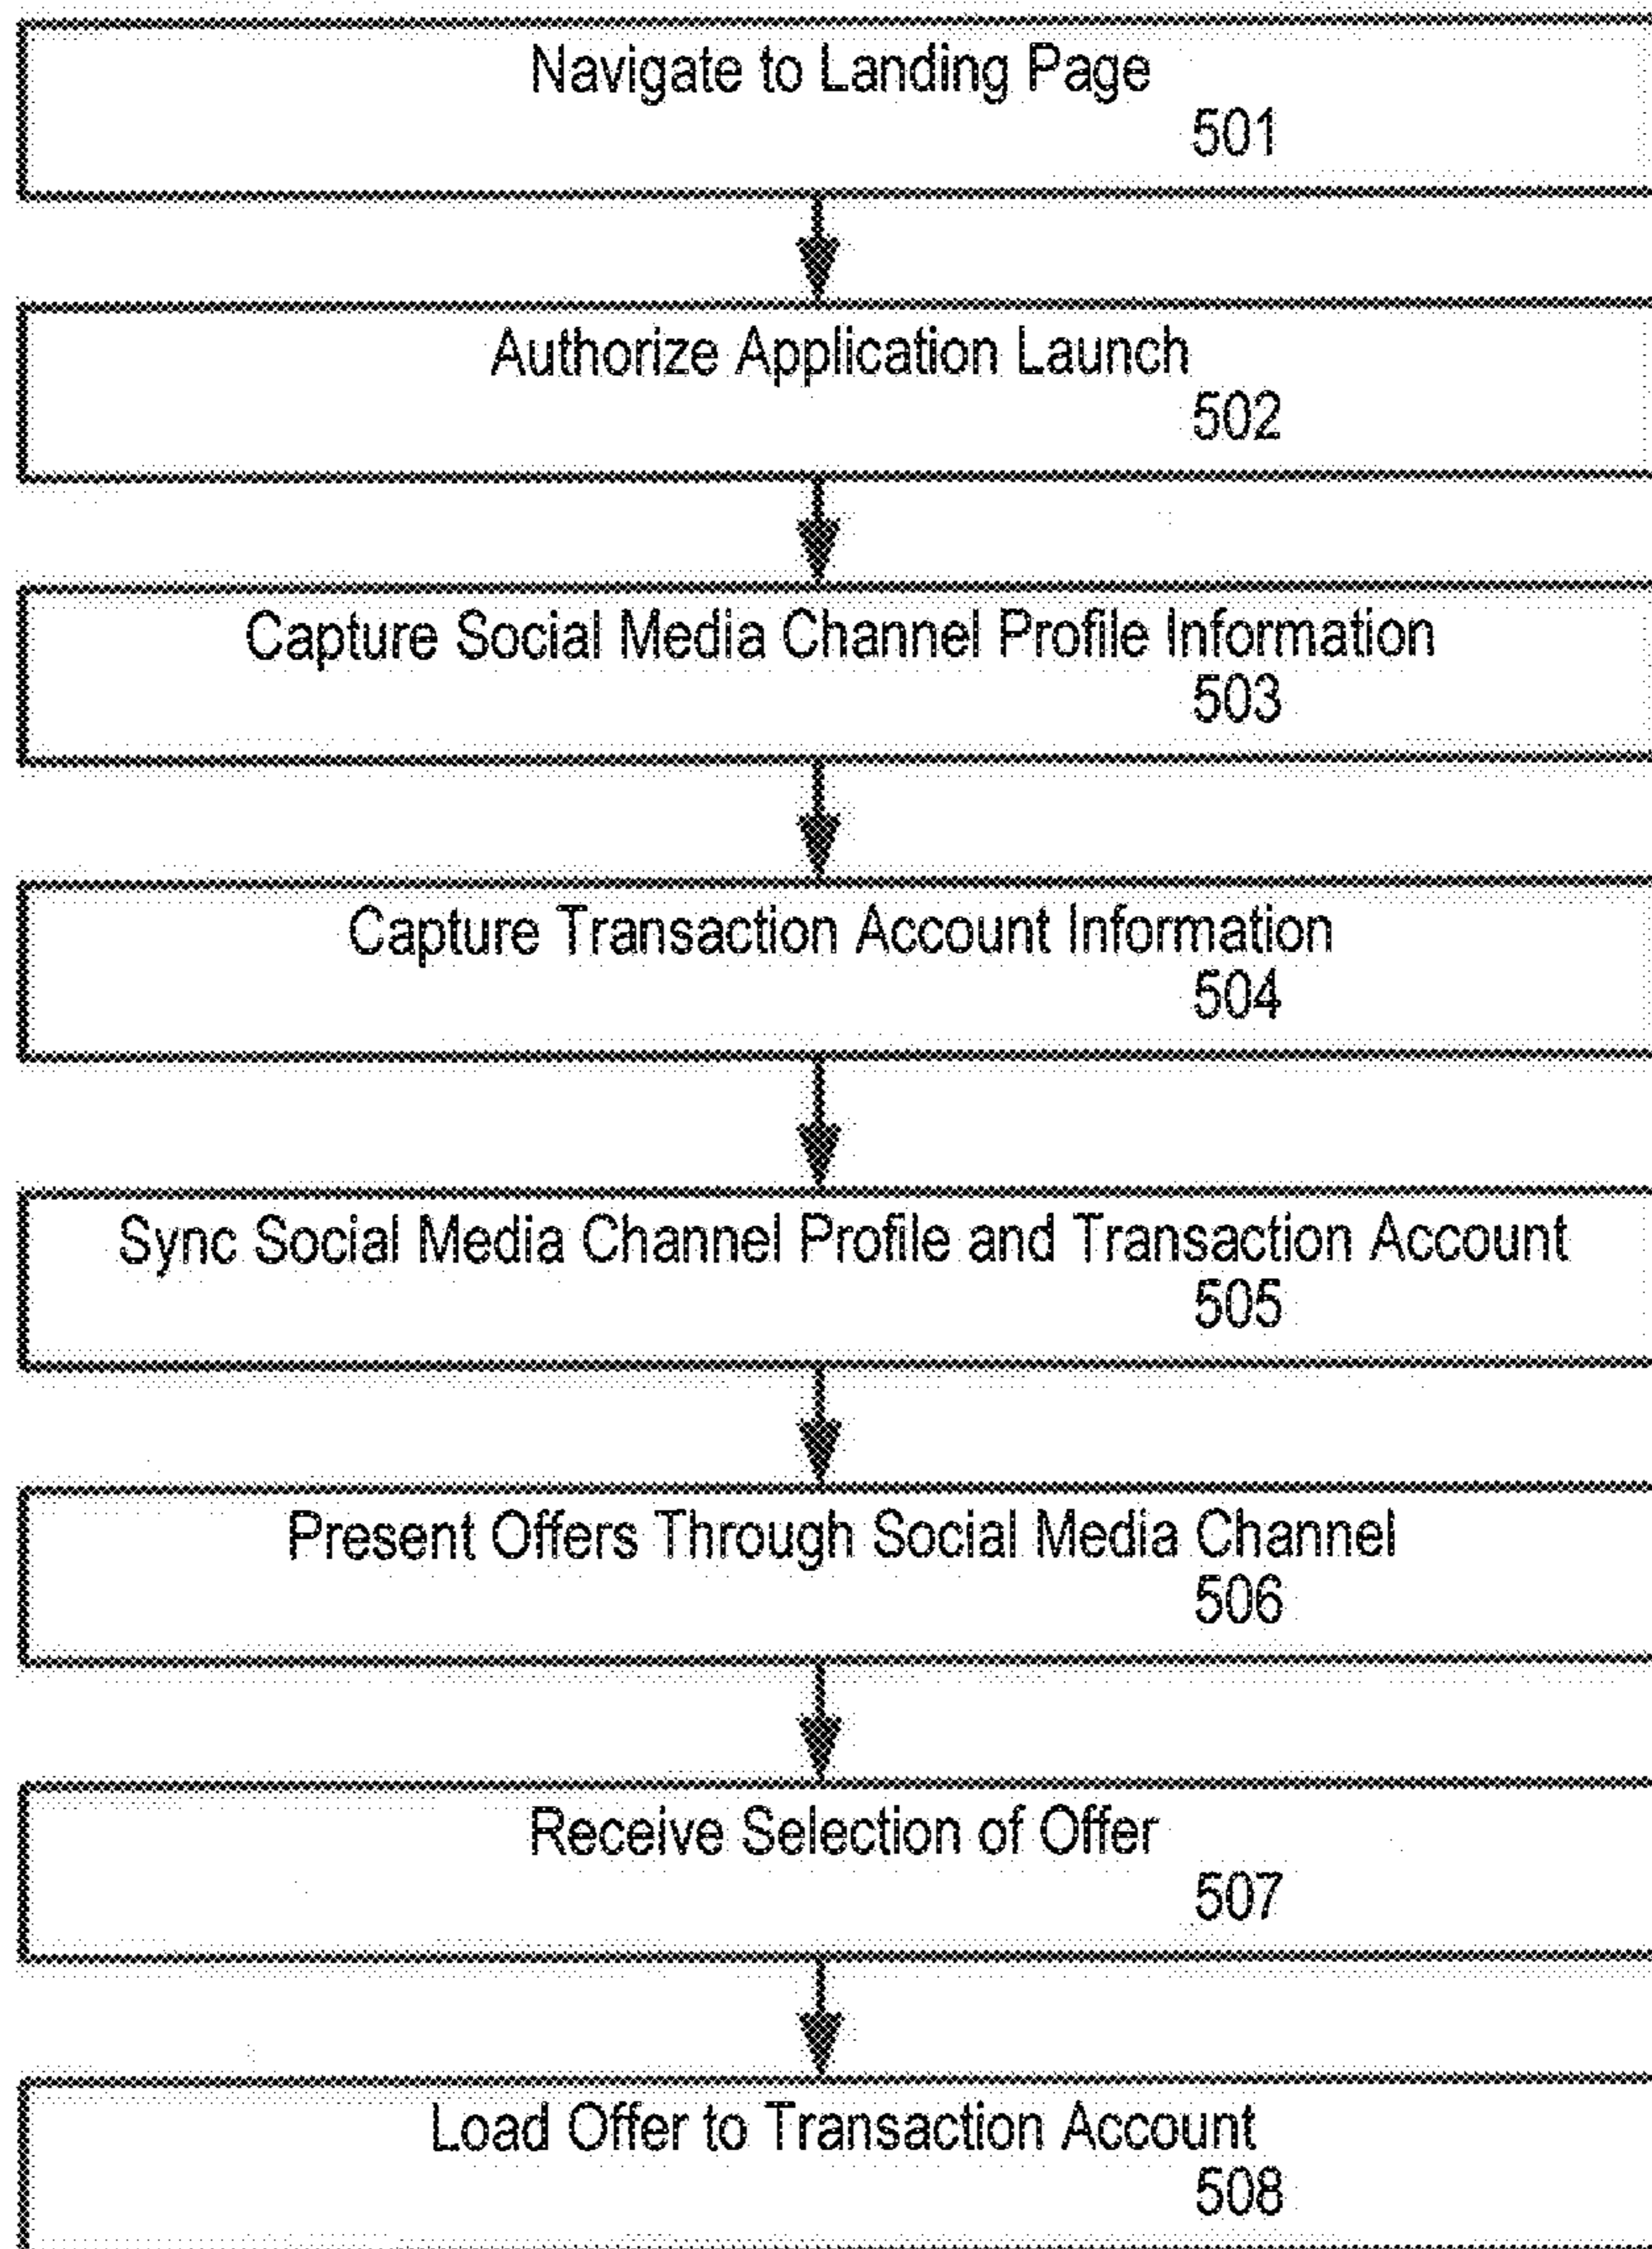 Navigate to Landing Page
501
Authorize Application Launch
502
Capture Social Media Channel Profile Information
503
Capture Transaction Account Information
504
Sync Social Media Channel Profile and Transaction Account
505
Present Offers Through Social Media Channel
506
Receive Selection of Offer
507
Load Offer to Transaction Account
508